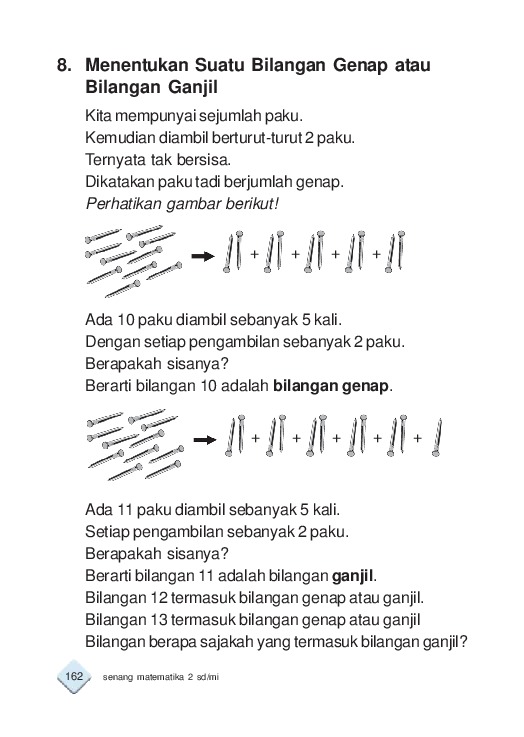 8. Menentukan Suatu Bilangan Genap atau
Bilangan Ganjil
Kita mempunyai sejumlah paku.
Kemudian diambil berturut-turut 2 paku.
Ternyata tak bersisa.
Dikatakan paku tadi berjumlah genap.
Perhatikan gambar berikut!
+ + + +
Ada 10 paku diambil sebanyak 5 kali.
Dengan setiap pengambilan sebanyak 2 paku.
Berapakah sisanya?
Berarti bilangan 10 adalah bilangan genap.
+ + + + +
Ada 11 paku diambil sebanyak 5 kali.
Setiap pengambilan sebanyak 2 paku.
Berapakah sisanya?
Berarti bilangan 11 adalah bilangan ganjil.
Bilangan 12 termasuk bilangan genap atau ganjil.
Bilangan 13 termasuk bilangan genap atau ganjil
Bilangan berapa sajakah yang termasuk bilangan ganjil?
162 senang matematika 2 sd/mi